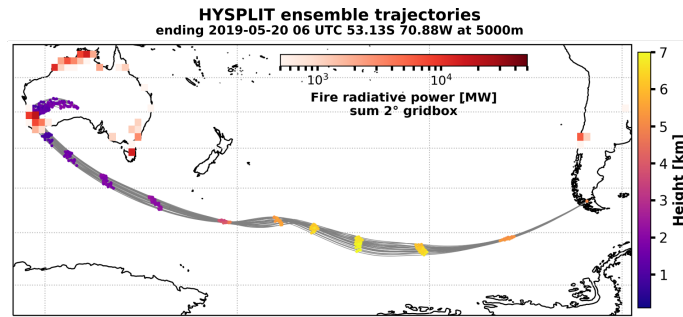 HYSPLIT ensemble trajectories
ending 2019-05-20 06 UTC 53.13S 70.88W at 5000m
10³ 10⁴
Fire radiative power [MW]
sum 2° gridbox
7
6
5
4
3
2
1
Height [km]